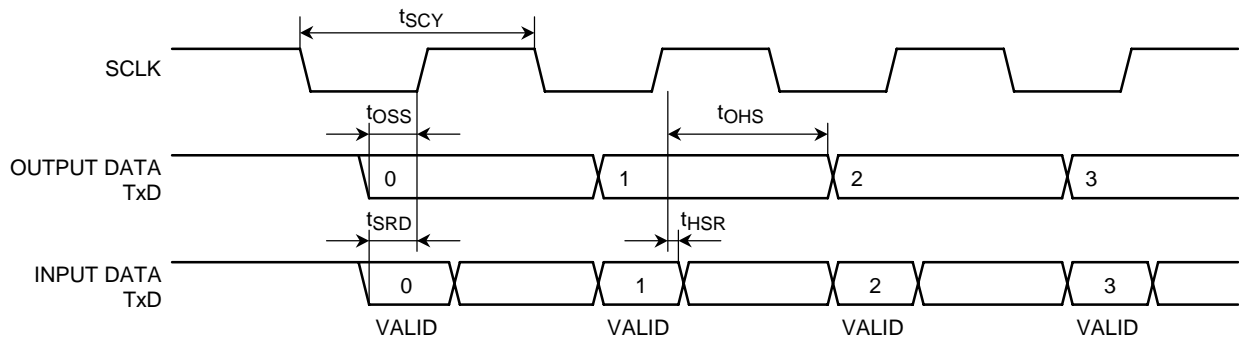 tSCY
SCLK
tOSS
tOHS
OUTPUT DATA
TxD
0
1
2
3
tSRD
tHSR
INPUT DATA
TxD
0
1
2
3
VALID
VALID
VALID
VALID